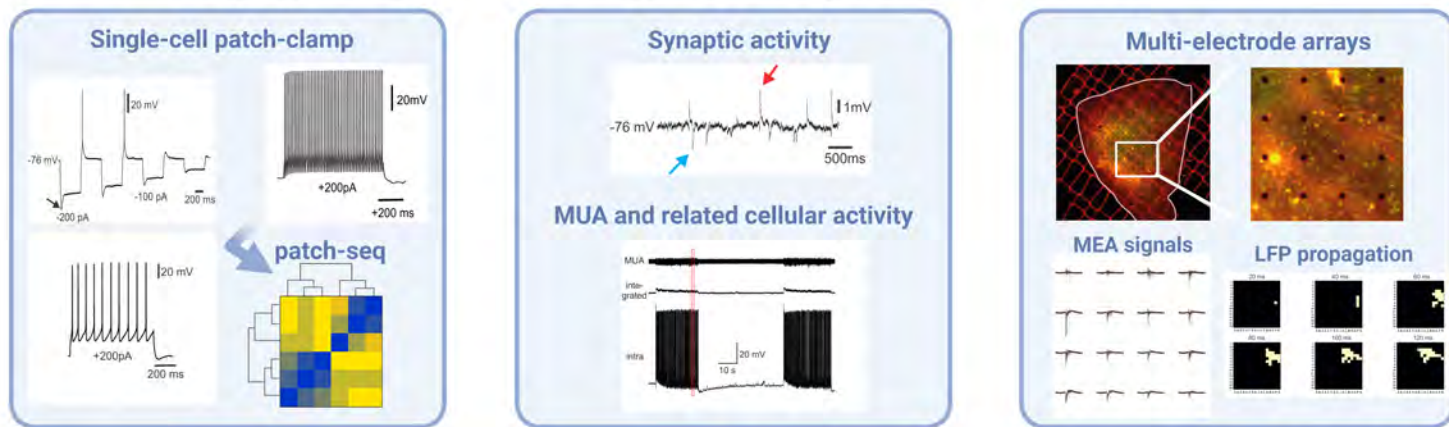 Single-cell patch-clamp
20 mV
20mV
-76 mV
-200 pA
-100 pA
200 ms
+200pA
+200 ms
patch-seq
20 mV
+200pA
200 ms
Synaptic activity
-76 mV
1mV
500ms
MUA and related cellular activity
MUA
inte-
grated
intra
20 mV
10 s
Multi-electrode arrays
MEA signals
LFP propagation
20 ms
40 ms
60 ms
80 ms
100 ms
120 ms